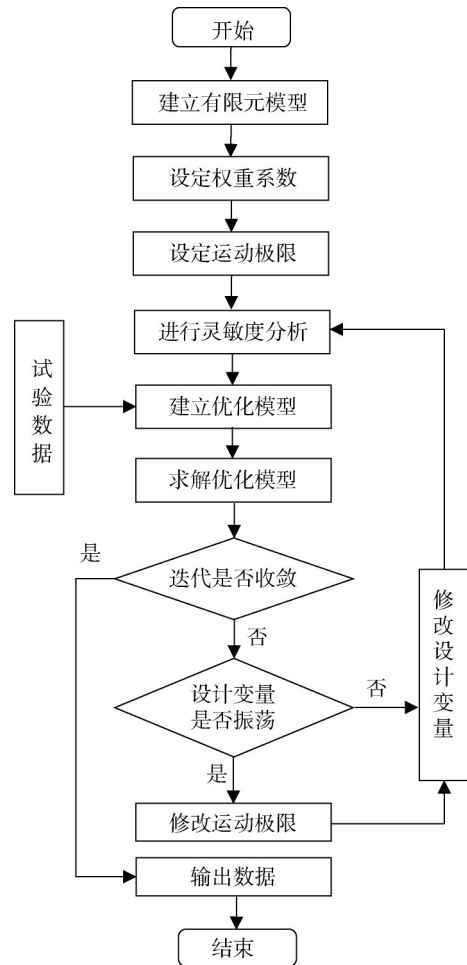 开始
建立有限元模型
设定权重系数
设定运动极限
进行灵敏度分析
试验数据
建立优化模型
求解优化模型
是
迭代是否收敛
否
设计变量
是否振荡
否
修改设计变量
是
修改运动极限
输出数据
结束